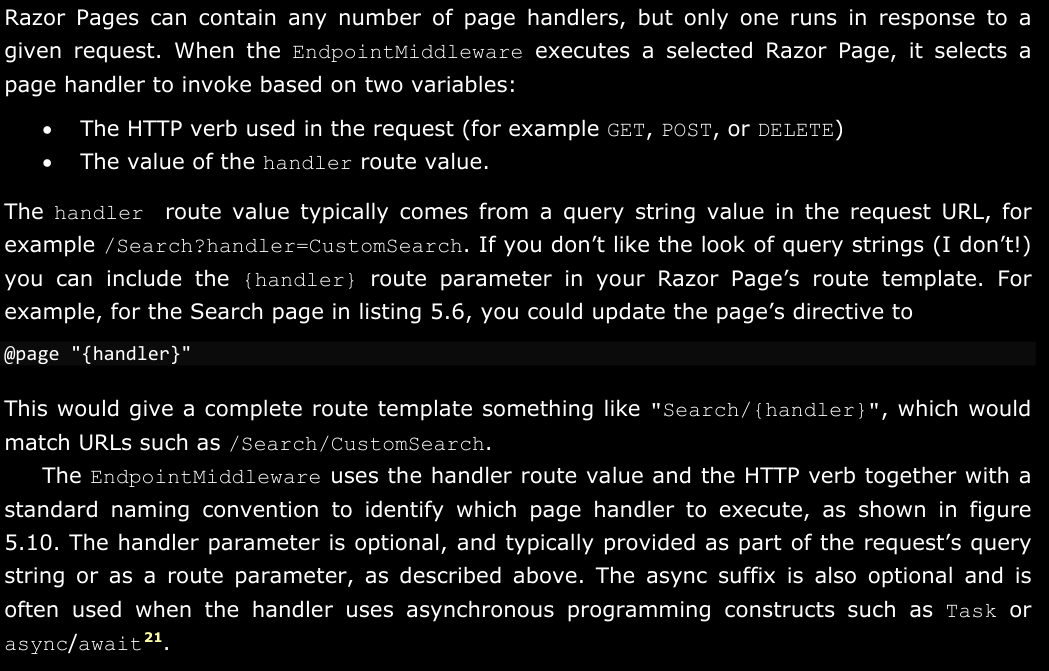 Razor Pages can contain any number of page handlers, but only one runs in response to a
given request. When the EndpointMiddleware executes a selected Razor Page, it selects a
page handler to invoke based on two variables:
• The HTTP verb used in the request (for example GET, POST, or DELETE)
• The value of the handler route value.
The handler route value typically comes from a query string value in the request URL, for
example /Search?handler=CustomSearch. If you don’t like the look of query strings (I don’t!)
you can include the {handler} route parameter in your Razor Page’s route template. For
example, for the Search page in listing 5.6, you could update the page’s directive to
@page "{handler}"
This would give a complete route template something like "Search/{handler}", which would
match URLs such as /Search/CustomSearch.
The EndpointMiddleware uses the handler route value and the HTTP verb together with a
standard naming convention to identify which page handler to execute, as shown in figure
5.10. The handler parameter is optional, and typically provided as part of the request’s query
string or as a route parameter, as described above. The async suffix is also optional and is
often used when the handler uses asynchronous programming constructs such as Task or
async/await21.